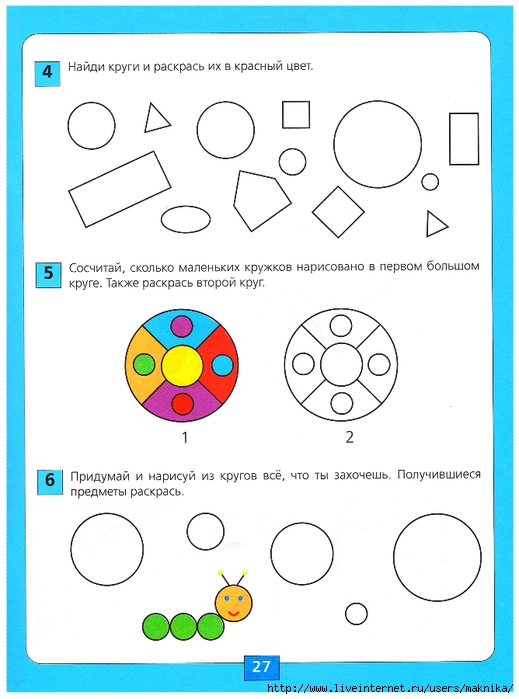 4 Найди круги и раскрась их в красный цвет.
5 Сосчитай, сколько маленьких кружков нарисовано в первом большом
круге. Также раскрась второй круг.
1 2
6 Придумай и нарисуй из кругов всё, что ты захочешь. Получившиеся
предметы раскрась.
27
http://www.liveinternet.ru/users/maknika/